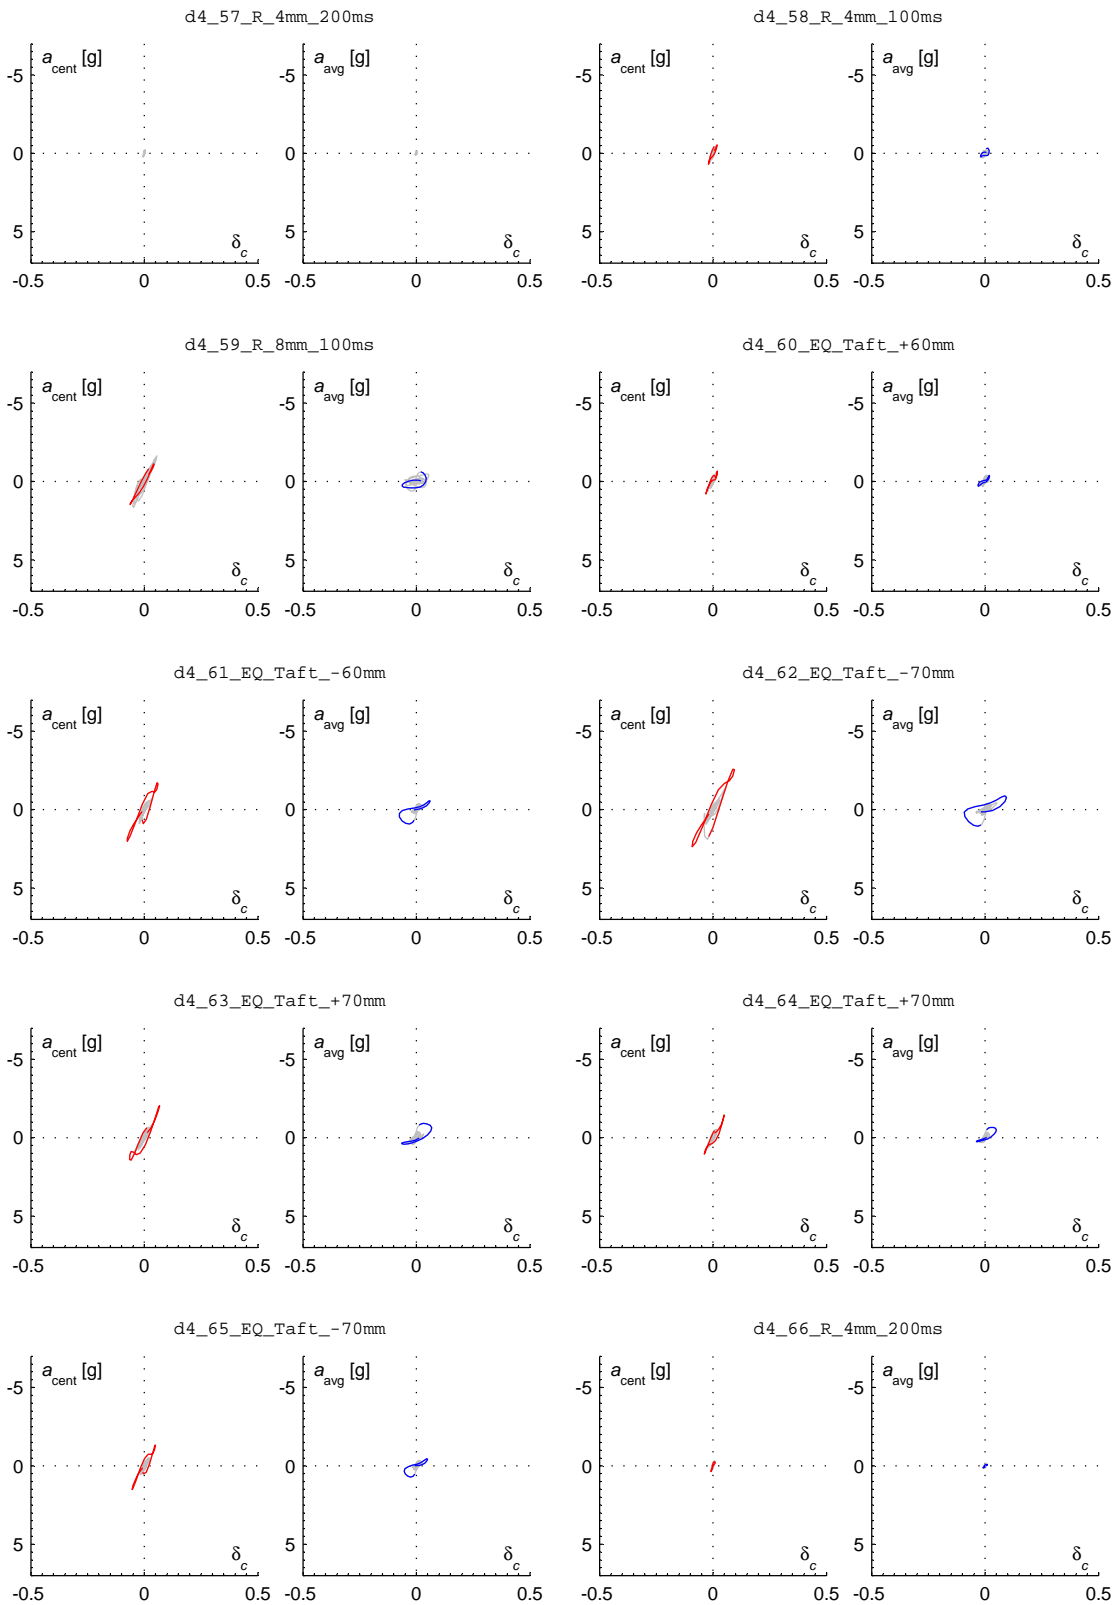 d4_57_R_4mm_200ms d4_58_R_4mm_100ms
a_cent [g] a_avg [g] a_cent [g] a_avg [g]
-5 -5
0 0
5 5
δ_c δ_c δ_c δ_c
-0.5 0 0.5 -0.5 0 0.5 -0.5 0 0.5 -0.5 0 0.5
d4_59_R_8mm_100ms d4_60_EQ_Taft_+60mm
a_cent [g] a_avg [g] a_cent [g] a_avg [g]
-5 -5 -5 -5
0 0 0 0
5 5 5 5
δ_c δ_c δ_c δ_c
-0.5 0 0.5 -0.5 0 0.5 -0.5 0 0.5 -0.5 0 0.5
d4_61_EQ_Taft_-60mm d4_62_EQ_Taft_-70mm
a_cent [g] a_avg [g] a_cent [g] a_avg [g]
-5 -5 -5 -5
0 0 0 0
5 5 5 5
δ_c δ_c δ_c δ_c
-0.5 0 0.5 -0.5 0 0.5 -0.5 0 0.5 -0.5 0 0.5
d4_63_EQ_Taft_+70mm d4_64_EQ_Taft_+70mm
a_cent [g] a_avg [g] a_cent [g] a_avg [g]
-5 -5 -5 -5
0 0 0 0
5 5 5 5
δ_c δ_c δ_c δ_c
-0.5 0 0.5 -0.5 0 0.5 -0.5 0 0.5 -0.5 0 0.5
d4_65_EQ_Taft_-70mm d4_66_R_4mm_200ms
a_cent [g] a_avg [g] a_cent [g] a_avg [g]
-5 -5 -5 -5
0 0 0 0
5 5 5 5
δ_c δ_c δ_c δ_c
-0.5 0 0.5 -0.5 0 0.5 -0.5 0 0.5 -0.5 0 0.5